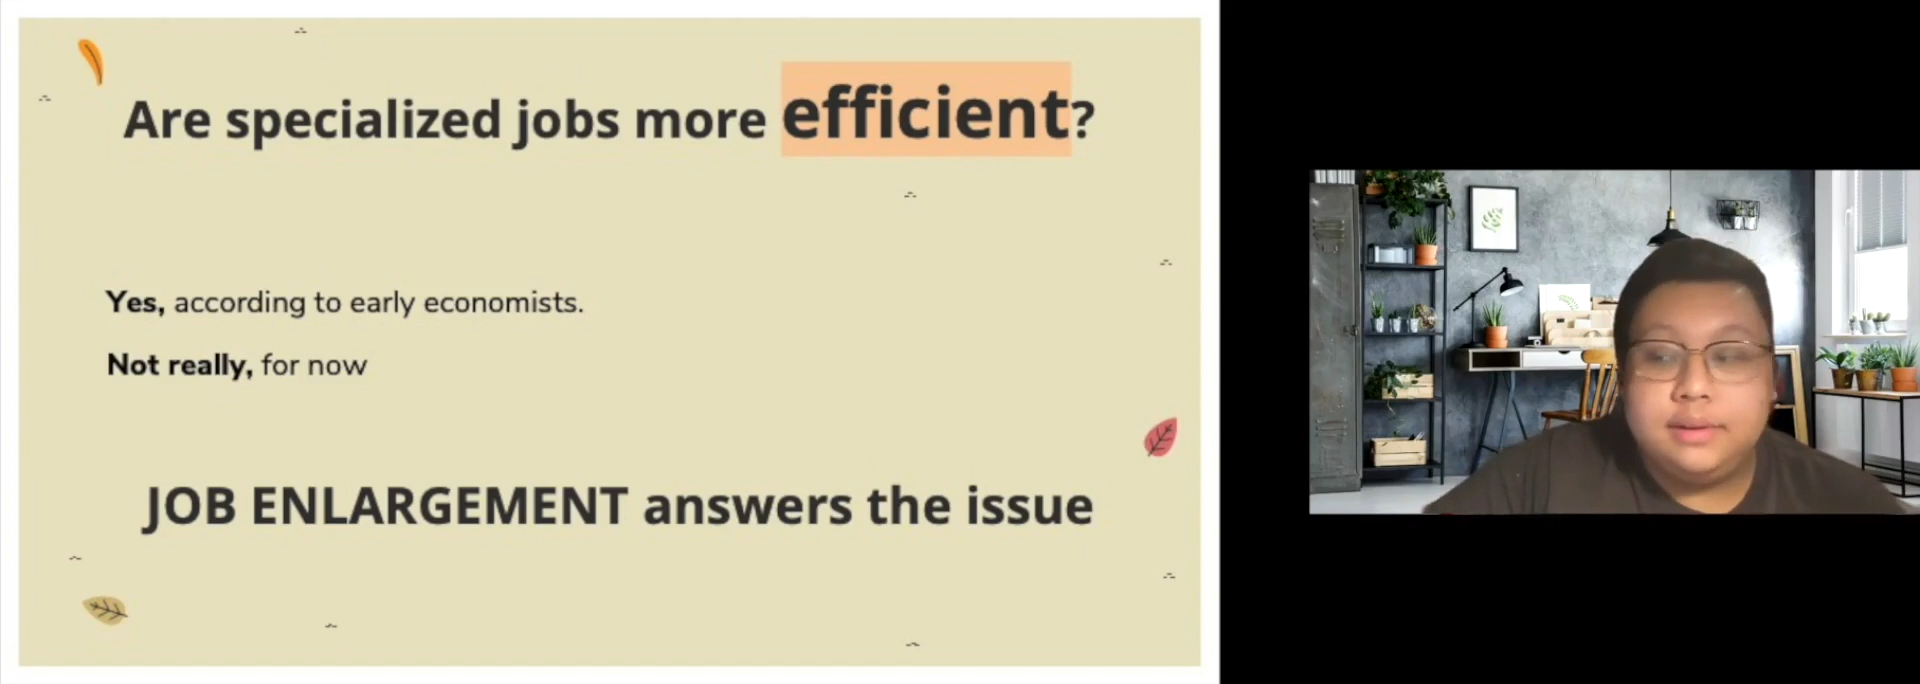 Are specialized jobs more efficient?
Yes, according to early economists.
Not really, for now
JOB ENLARGEMENT answers the issue